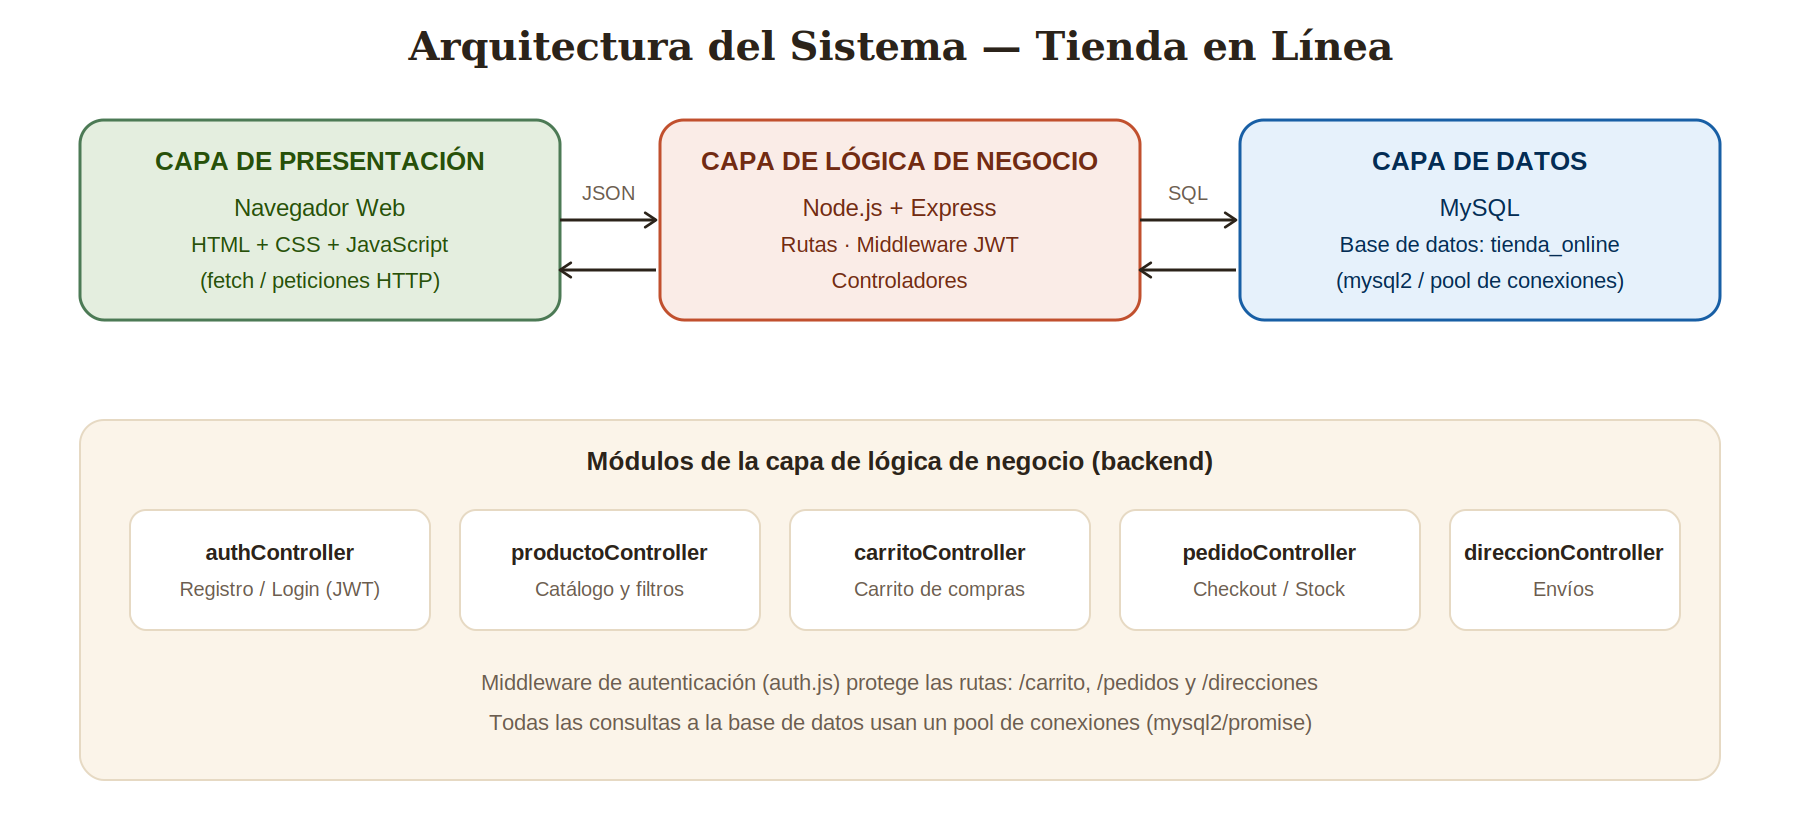 Arquitectura del Sistema — Tienda en Línea
CAPA DE PRESENTACIÓN
Navegador Web
HTML + CSS + JavaScript
(fetch / peticiones HTTP)
JSON
CAPA DE LÓGICA DE NEGOCIO
Node.js + Express
Rutas · Middleware JWT
Controladores
SQL
CAPA DE DATOS
MySQL
Base de datos: tienda_online
(mysql2 / pool de conexiones)
Módulos de la capa de lógica de negocio (backend)
authController
Registro / Login (JWT)
productoController
Catálogo y filtros
carritoController
Carrito de compras
pedidoController
Checkout / Stock
direccionController
Envíos
Middleware de autenticación (auth.js) protege las rutas: /carrito, /pedidos y /direcciones
Todas las consultas a la base de datos usan un pool de conexiones (mysql2/promise)